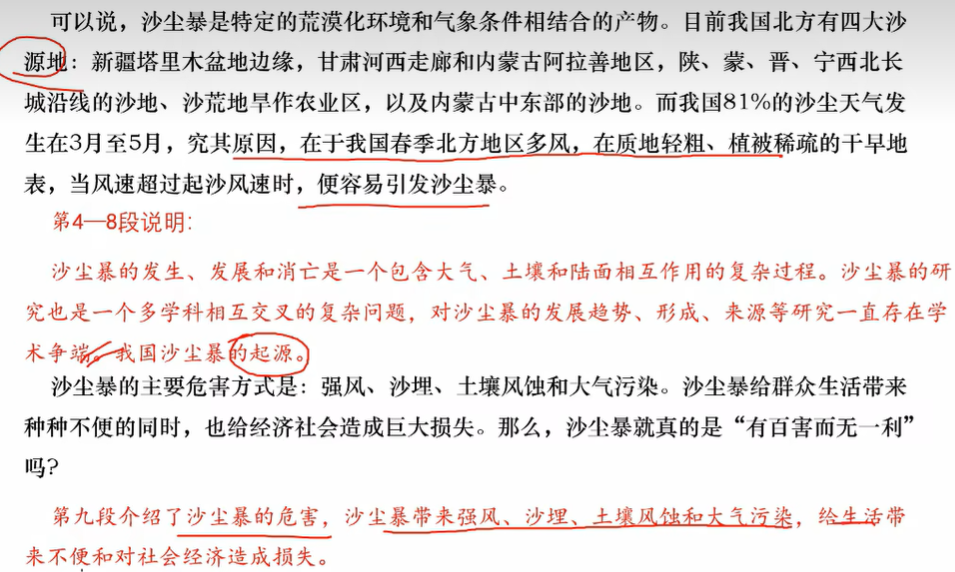 可以说，沙尘暴是特定的荒漠化环境和气象条件相结合的产物。目前我国北方有四大沙
源地：新疆塔里木盆地边缘，甘肃河西走廊和内蒙古阿拉善地区，陕、蒙、晋、宁西北长
城沿线的沙地、沙荒地旱作农业区，以及内蒙古中东部的沙地。而我国81%的沙尘天气发
生在3月至5月，究其原因，在于我国春季北方地区多风，在质地轻粗、植被稀疏的干旱地
表，当风速超过起沙风速时，便容易引发沙尘暴。
第4—8段说明:
沙尘暴的发生、发展和消亡是一个包含大气、土壤和陆面相互作用的复杂过程。沙尘暴的研
究也是一个多学科相互交叉的复杂问题，对沙尘暴的发展趋势、形成、来源等研究一直存在学
术争端。我国沙尘暴的起源。
沙尘暴的主要危害方式是：强风、沙埋、土壤风蚀和大气污染。沙尘暴给群众生活带来
种种不便的同时，也给经济社会造成巨大损失。那么，沙尘暴就真的是“有百害而无一利”
吗?
第九段介绍了沙尘暴的危害，沙尘暴带来强风、沙埋、土壤风蚀和大气污染，给生活带
来不便和对社会经济造成损失。